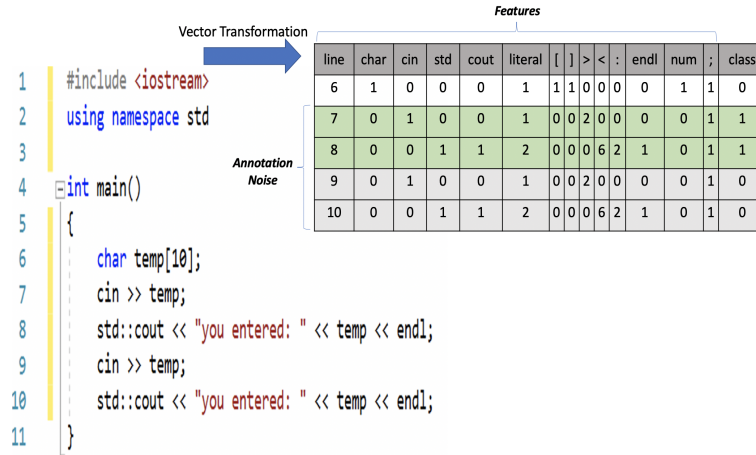 Features
Vector Transformation
line char cin std cout literal [ ] > < : endl num ; class
6 1 0 0 0 1 1 1 0 0 0 0 1 1 0
7 0 1 0 0 1 0 0 2 0 0 0 0 1 1
8 0 0 1 1 2 0 0 0 6 2 1 0 1 1
9 0 1 0 0 1 0 0 2 0 0 0 0 1 0
10 0 0 1 1 2 0 0 0 6 2 1 0 1 0
Annotation
Noise
1 #include <iostream>
2 using namespace std
3
4 int main()
5 {
6 char temp[10];
7 cin >> temp;
8 std::cout << "you entered: " << temp << endl;
9 cin >> temp;
10 std::cout << "you entered: " << temp << endl;
11 }